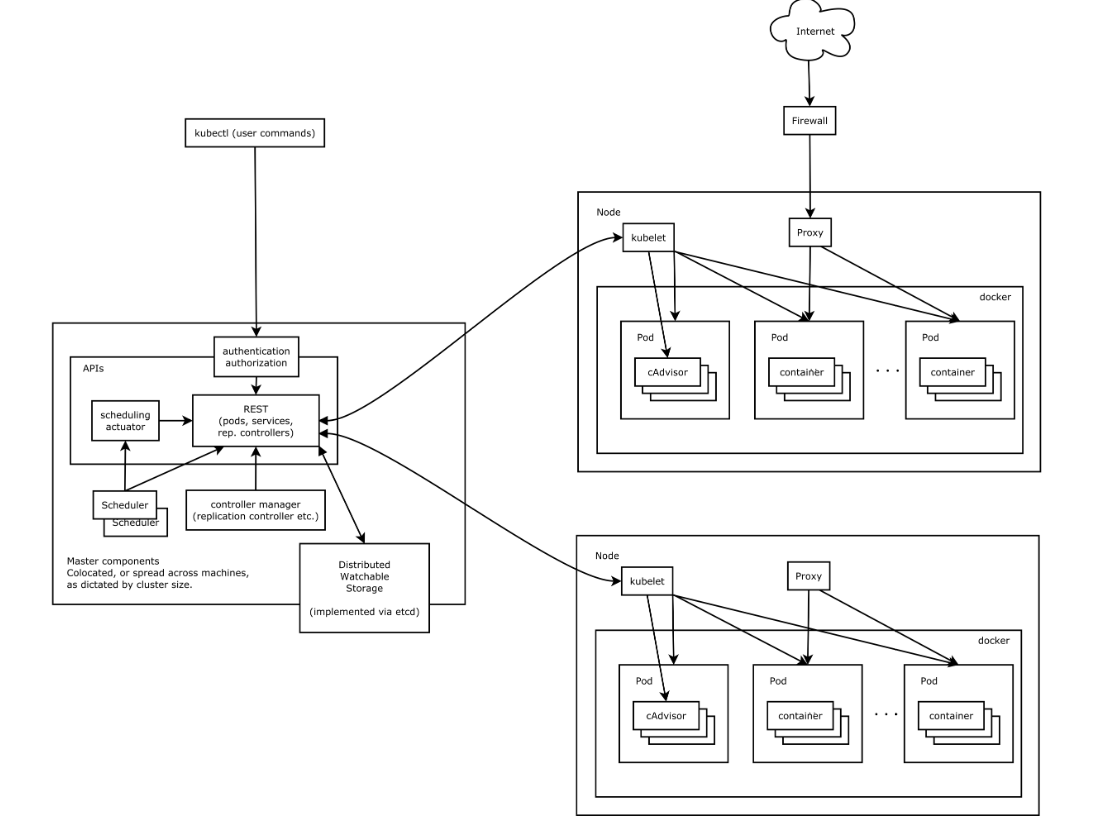 Internet
Firewall
kubectl (user commands)
authentication
authorization
APIs
REST
(pods, services,
rep. controllers)
scheduling
actuator
Scheduler
Scheduler
controller manager
(replication controller etc.)
Master components
Colocated, or spread across machines,
as dictated by cluster size.
Distributed
Watchable
Storage
(implemented via etcd)
Node
kubelet
Proxy
docker
Pod
cAdvisor
Pod
container
. . .
Pod
container
Node
kubelet
Proxy
docker
Pod
cAdvisor
Pod
container
. . .
Pod
container